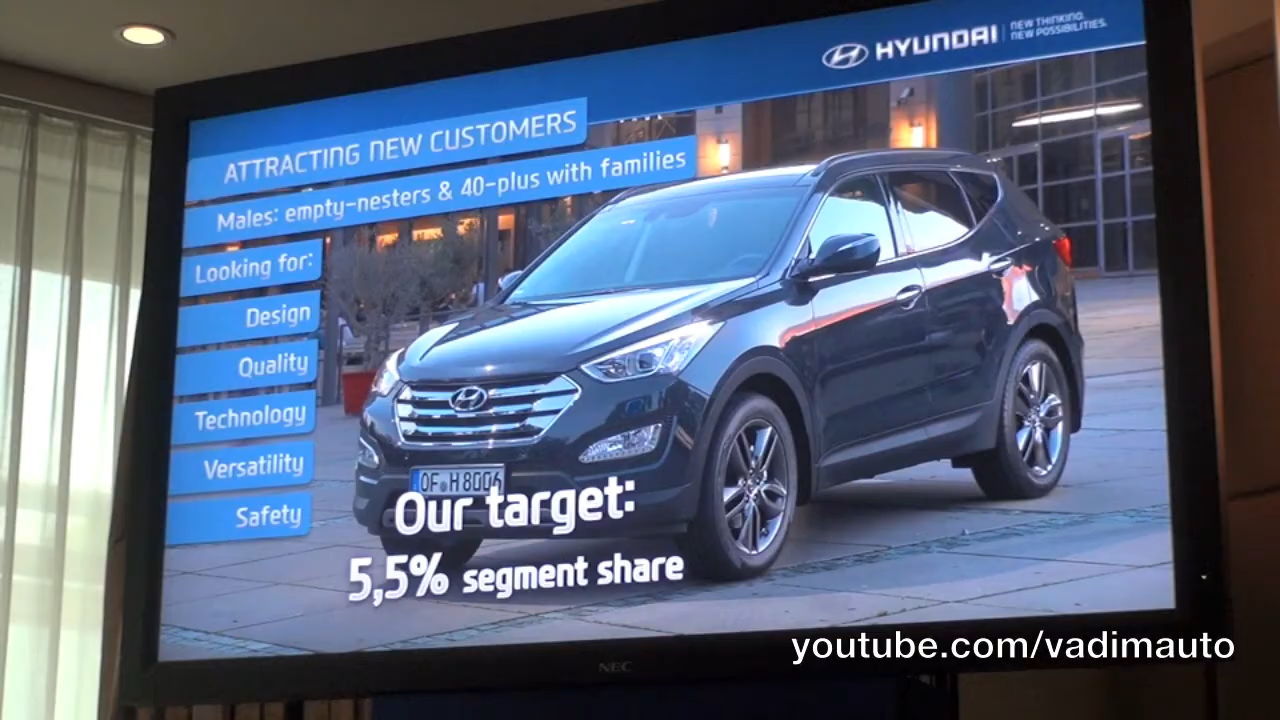 HYUNDAI
NEW THINKING.
NEW POSSIBILITIES.
ATTRACTING NEW CUSTOMERS
Males: empty-nesters & 40-plus with families
Looking for:
Design
Quality
Technology
Versatility
Safety
OF H 8006
Our target:
5,5% segment share
youtube.com/vadimauto
NEC